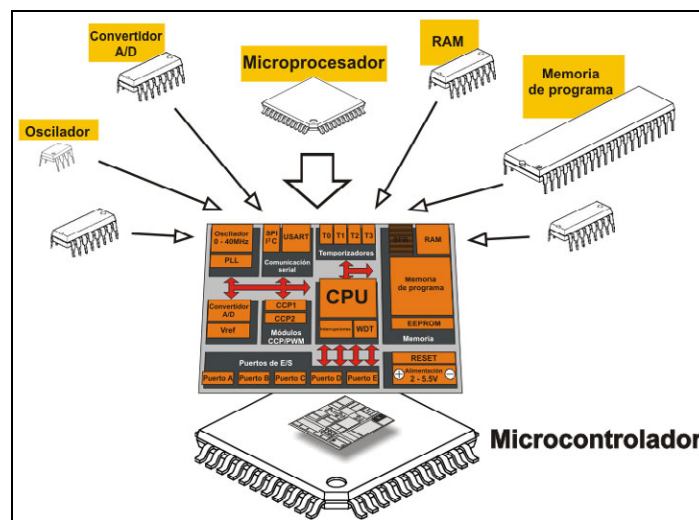 Convertidor
A/D
Microprocesador
RAM
Memoria
de programa
Oscilador
Oscilador
0 - 40MHz
PLL
SPI
I²C
USART
Comunicación
serial
T0 T1 T2 T3
Temporizadores
RAM
Memoria
de programa
EEPROM
Memoria
Convertidor
A/D
Vref
CCP1
CCP2
Módulos
CCP/PWM
CPU
Interrupciones
WDT
Puertos de E/S
Puerto A Puerto B Puerto C Puerto D Puerto E
RESET
Alimentación
2 - 5.5V
Microcontrolador